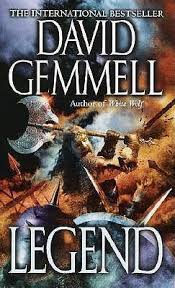 THE INTERNATIONAL BESTSELLER
DAVID
GEMMELL
Author of White Wolf
LEGEND